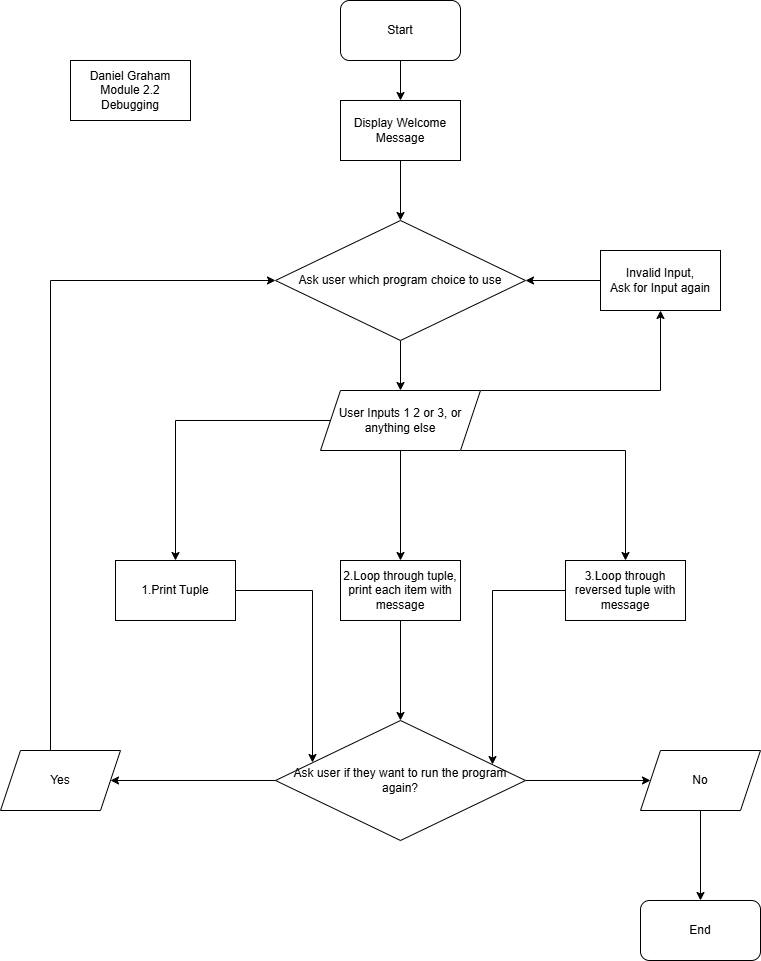 Start
Daniel Graham
Module 2.2
Debugging
Display Welcome
Message
Ask user which program choice to use
Invalid Input,
Ask for Input again
User Inputs 1 2 or 3, or
anything else
1.Print Tuple
2.Loop through tuple,
print each item with
message
3.Loop through
reversed tuple with
message
Ask user if they want to run the program
again?
Yes
No
End